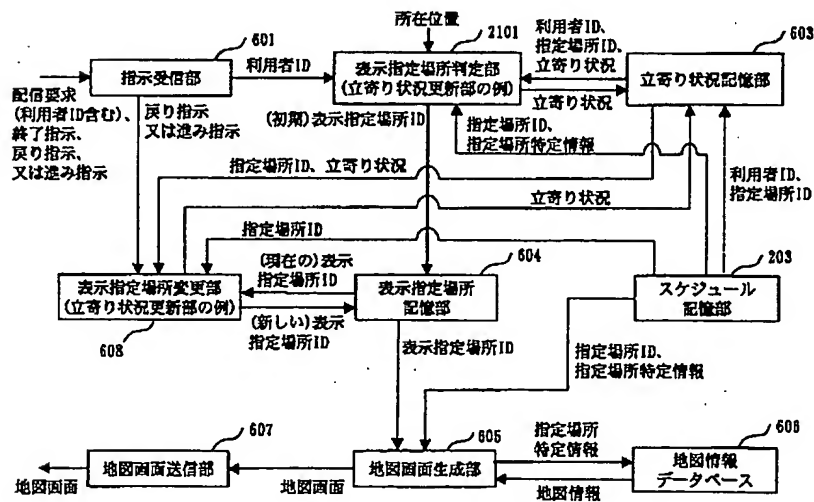 所在位置
601
2101
603
指示受信部
利用者ID
表示指定場所判定部
(立寄り状況更新部の例)
利用者ID、
指定場所ID、
立寄り状況
立寄り状況
立寄り状況記憶部
配信要求
(利用者ID含む)、
終了指示、
戻り指示、
又は進み指示
戻り指示
又は進み指示
(初期)表示指定場所ID
指定場所ID、
指定場所特定情報
利用者ID、
指定場所ID
指定場所ID、立寄り状況
立寄り状況
指定場所ID
604
203
表示指定場所変更部
(立寄り状況更新部の例)
(現在の)表示
指定場所ID
(新しい)表示
指定場所ID
表示指定場所
記憶部
スケジュール
記憶部
608
表示指定場所ID
指定場所ID、
指定場所特定情報
607
605
606
地図画面送信部
地図画面生成部
指定場所
特定情報
地図情報
地図情報
データベース
地図画面
地図画面